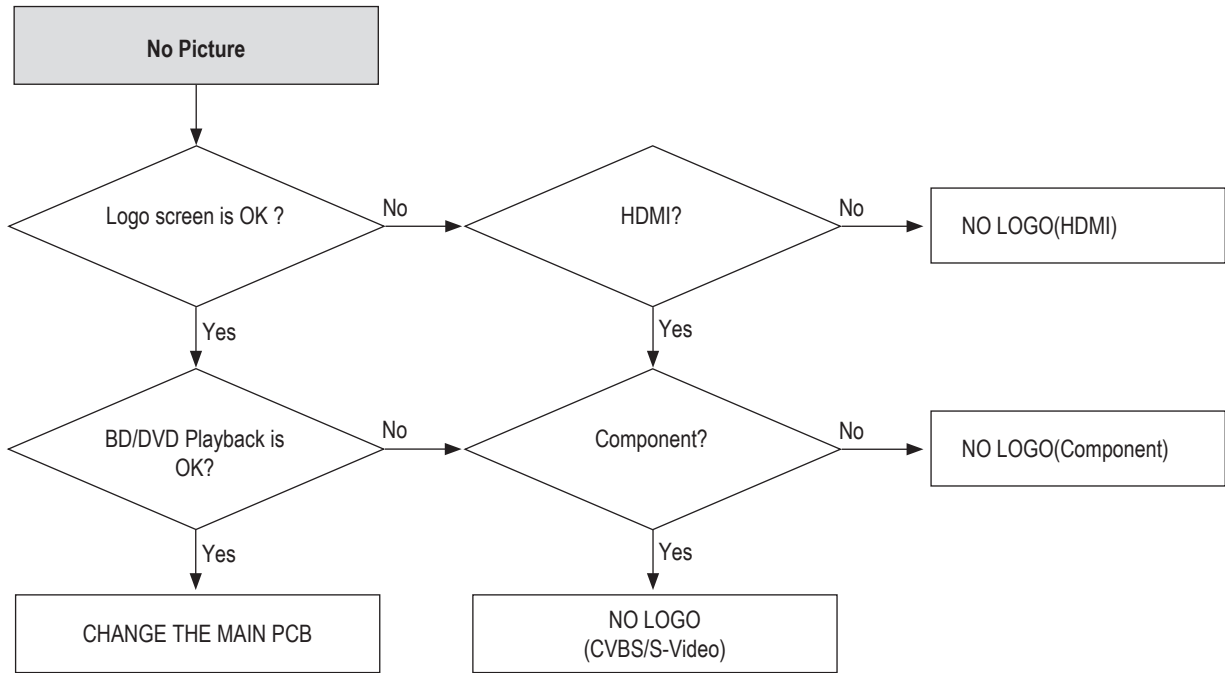 No Picture
Logo screen is OK ?
No
HDMI?
No
NO LOGO(HDMI)
Yes
Yes
BD/DVD Playback is
OK?
No
Component?
No
NO LOGO(Component)
Yes
Yes
CHANGE THE MAIN PCB
NO LOGO
(CVBS/S-Video)